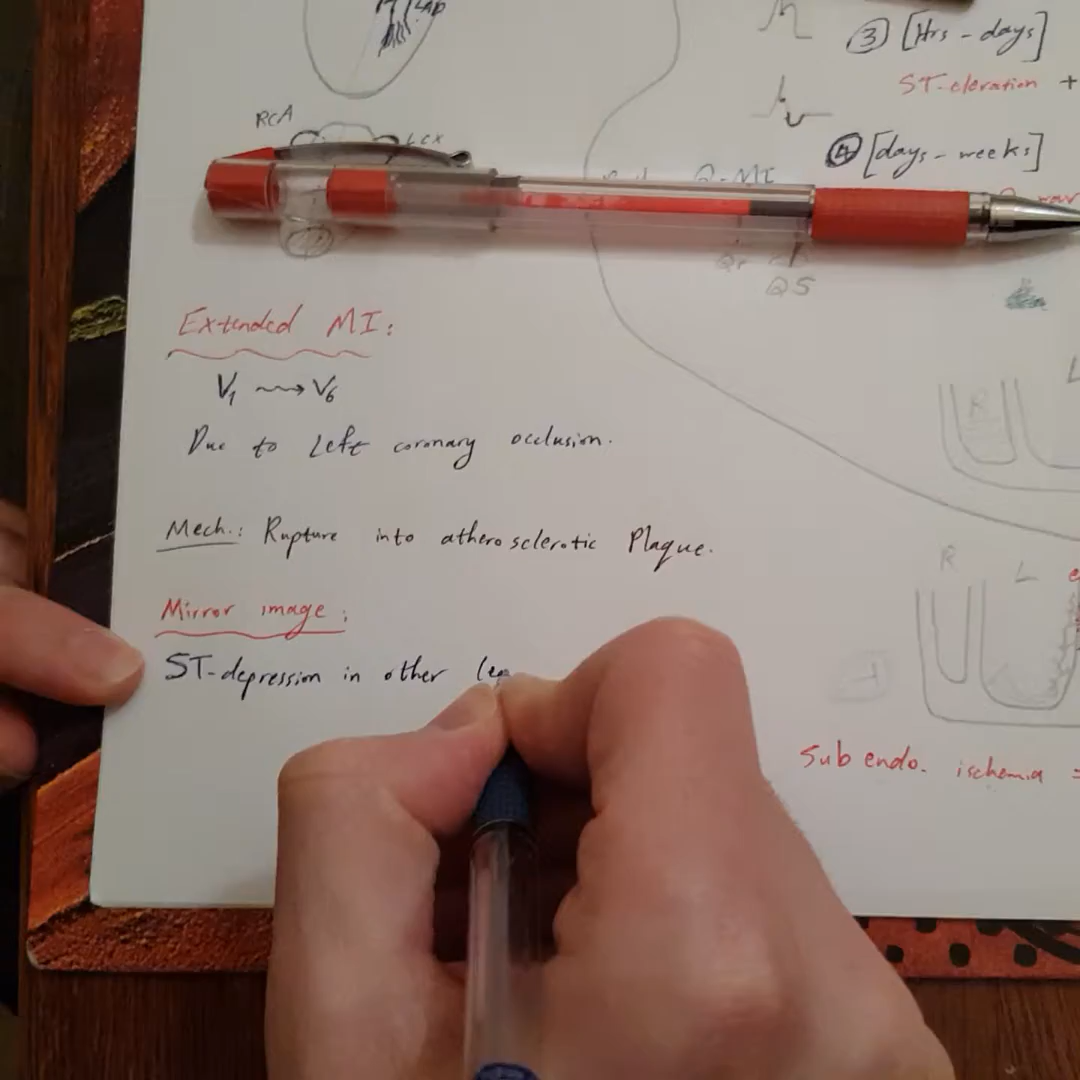 LAD
③ [Hrs - days]
ST-elevation +
RCA
LCX
④ [days - weeks]
Q-MI
QS
Extended MI:
V1 → V6
Due to Left coronary occlusion.
Mech.: Rupture into atherosclerotic Plaque.
Mirror image:
ST-depression in other
R
L
R
L
Sub endo. ischemia =